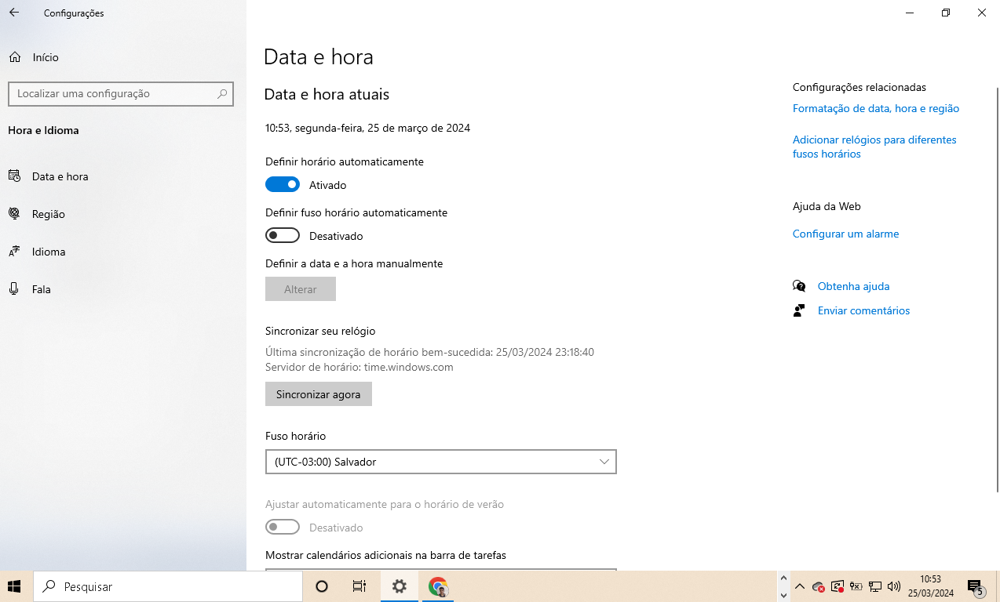 Configurações
Início
Localizar uma configuração
Hora e Idioma
Data e hora
Região
Idioma
Fala
Data e hora
Data e hora atuais
10:53, segunda-feira, 25 de março de 2024
Definir horário automaticamente
Ativado
Definir fuso horário automaticamente
Desativado
Definir a data e a hora manualmente
Alterar
Sincronizar seu relógio
Última sincronização de horário bem-sucedida: 25/03/2024 23:18:40
Servidor de horário: time.windows.com
Sincronizar agora
Fuso horário
(UTC-03:00) Salvador
Ajustar automaticamente para o horário de verão
Desativado
Mostrar calendários adicionais na barra de tarefas
Configurações relacionadas
Formatação de data, hora e região
Adicionar relógios para diferentes
fusos horários
Ajuda da Web
Configurar um alarme
Obtenha ajuda
Enviar comentários
Pesquisar
10:53
25/03/2024
5